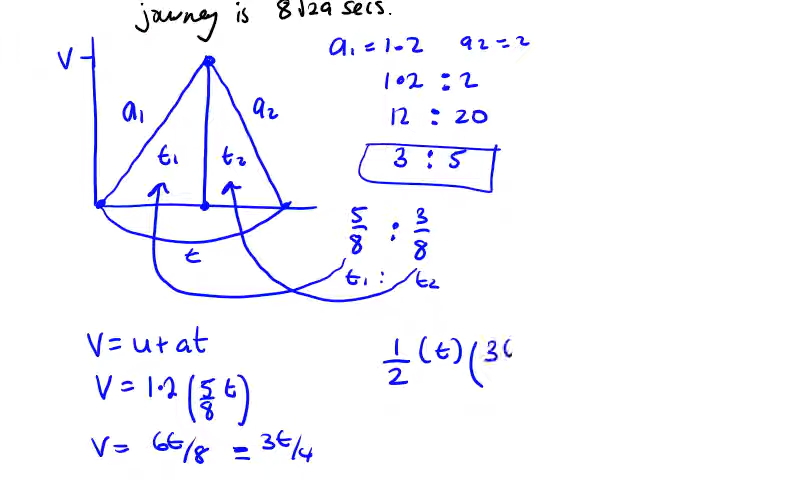 journey is 8√29 secs.
a₁ = 1.2 a₂ = 2
V
1.2 : 2
a₁ a₂
12 : 20
t₁ t₂
3 : 5
5/8 : 3/8
t
t₁ : t₂
V = u + at
1/2 (t) (3(
V = 1.2 (5/8 t)
V = 6t/8 = 3t/4